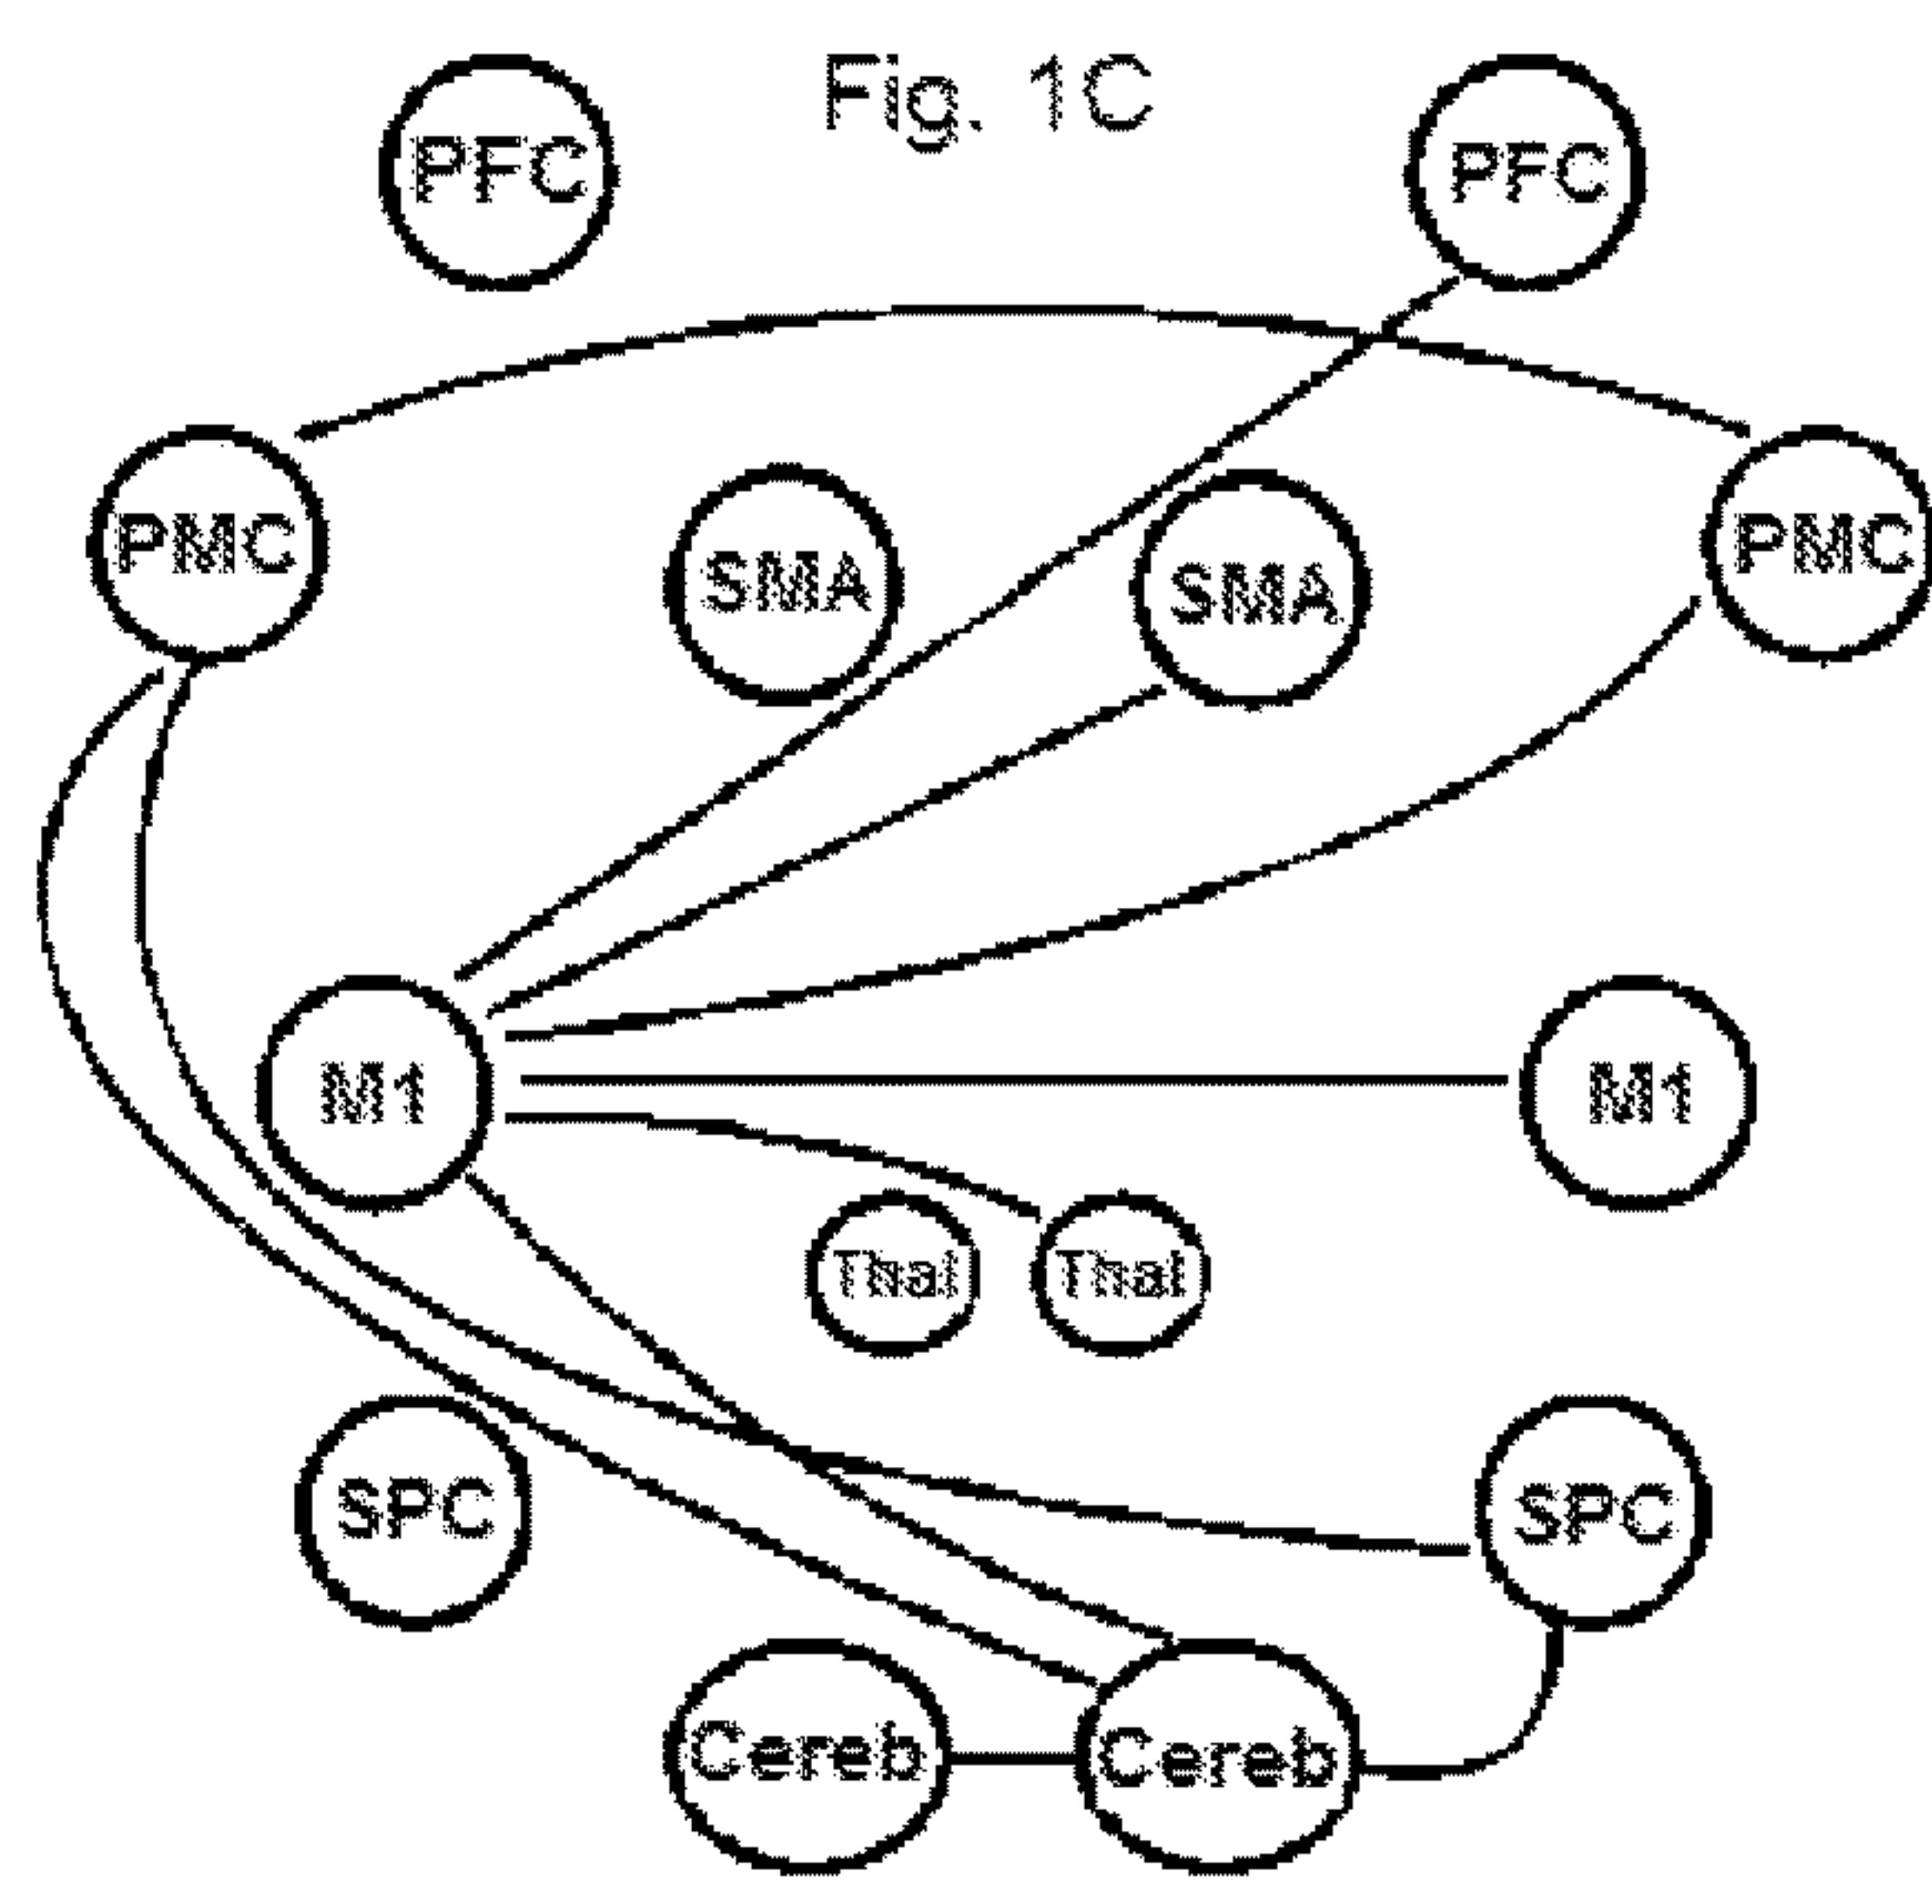 Fig. 1C
PFC
PFC
PMC
SMA
SMA
PMC
M1
M1
Thal
Thal
SPC
SPC
Cereb
Cereb